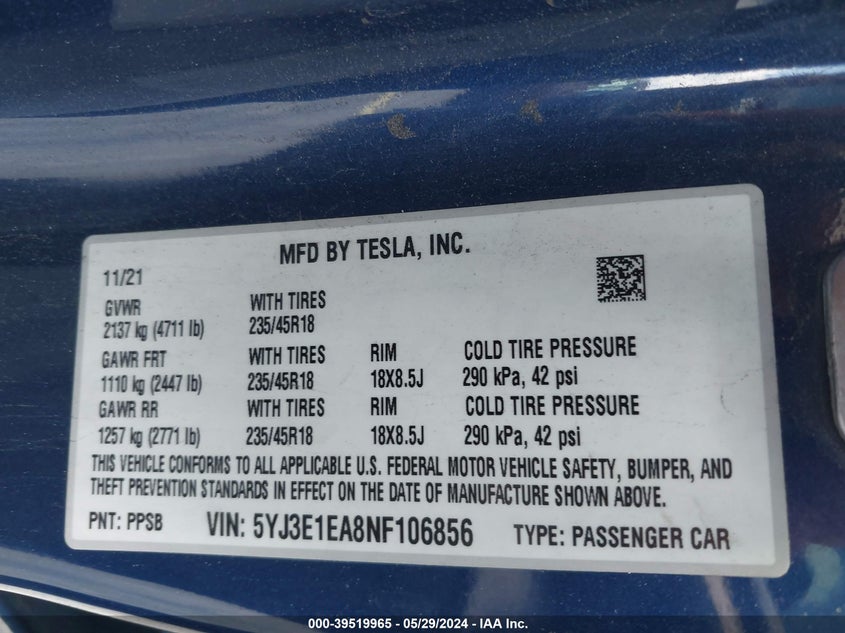 MFD BY TESLA, INC.
11/21
GVWR WITH TIRES
2137 kg (4711 lb) 235/45R18
GAWR FRT WITH TIRES RIM COLD TIRE PRESSURE
1110 kg (2447 lb) 235/45R18 18X8.5J 290 kPa, 42 psi
GAWR RR WITH TIRES RIM COLD TIRE PRESSURE
1257 kg (2771 lb) 235/45R18 18X8.5J 290 kPa, 42 psi
THIS VEHICLE CONFORMS TO ALL APPLICABLE U.S. FEDERAL MOTOR VEHICLE SAFETY, BUMPER, AND
THEFT PREVENTION STANDARDS IN EFFECT ON THE DATE OF MANUFACTURE SHOWN ABOVE.
PNT: PPSB VIN: 5YJ3E1EA8NF106856 TYPE: PASSENGER CAR
000-39519965 - 05/29/2024 - IAA Inc.